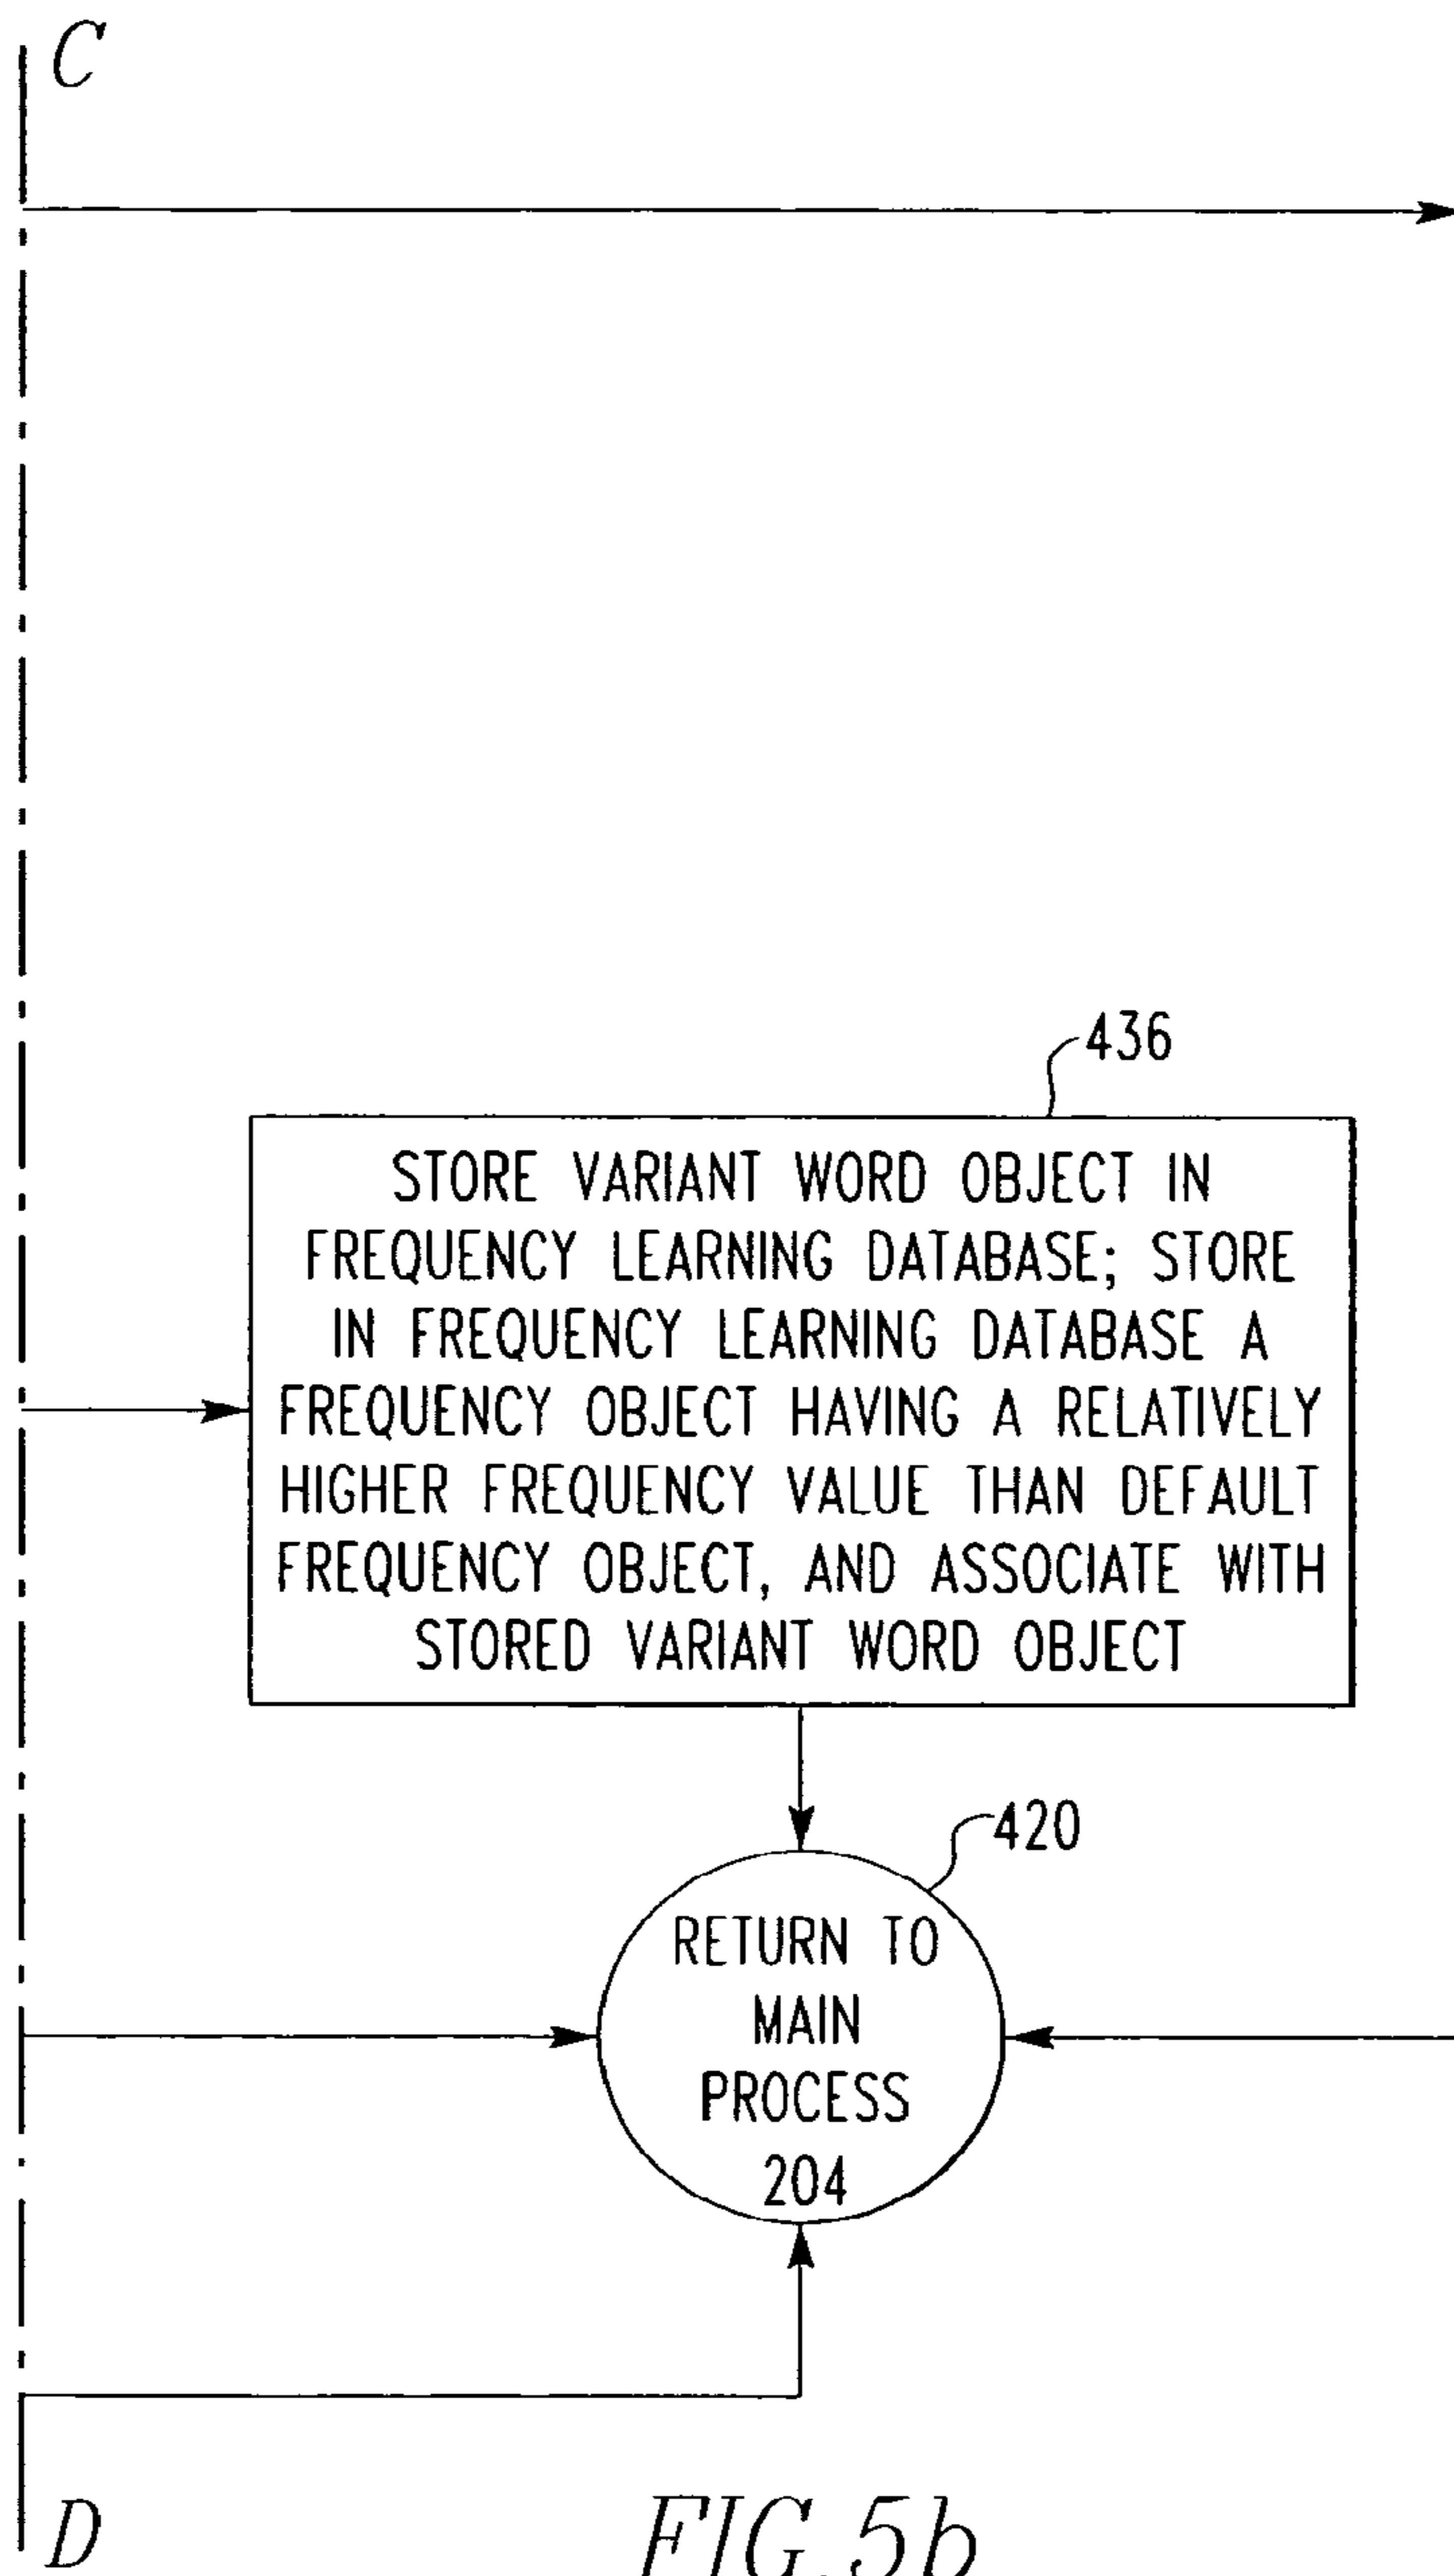 C
436
STORE VARIANT WORD OBJECT IN
FREQUENCY LEARNING DATABASE; STORE
IN FREQUENCY LEARNING DATABASE A
FREQUENCY OBJECT HAVING A RELATIVELY
HIGHER FREQUENCY VALUE THAN DEFAULT
FREQUENCY OBJECT, AND ASSOCIATE WITH
STORED VARIANT WORD OBJECT
420
RETURN TO
MAIN
PROCESS
204
D
FIG.5b